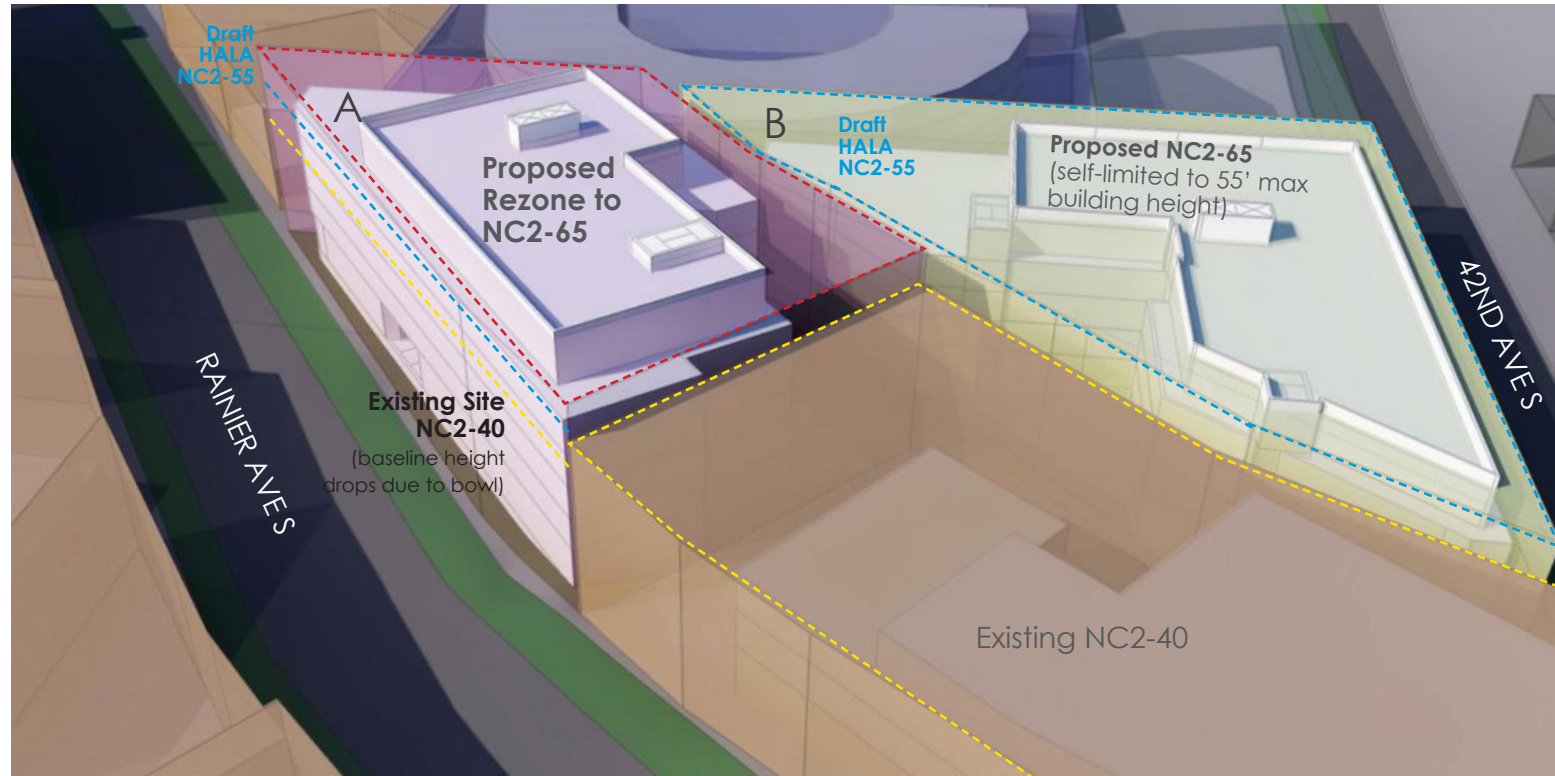 Draft
HALA
NC2-55
A
Proposed
Rezone to
NC2-65
B
Draft
HALA
NC2-55
Proposed NC2-65
(self-limited to 55' max
building height)
42ND AVE S
RAINIER AVE S
Existing Site
NC2-40
(baseline height
drops due to bowl)
Existing NC2-40